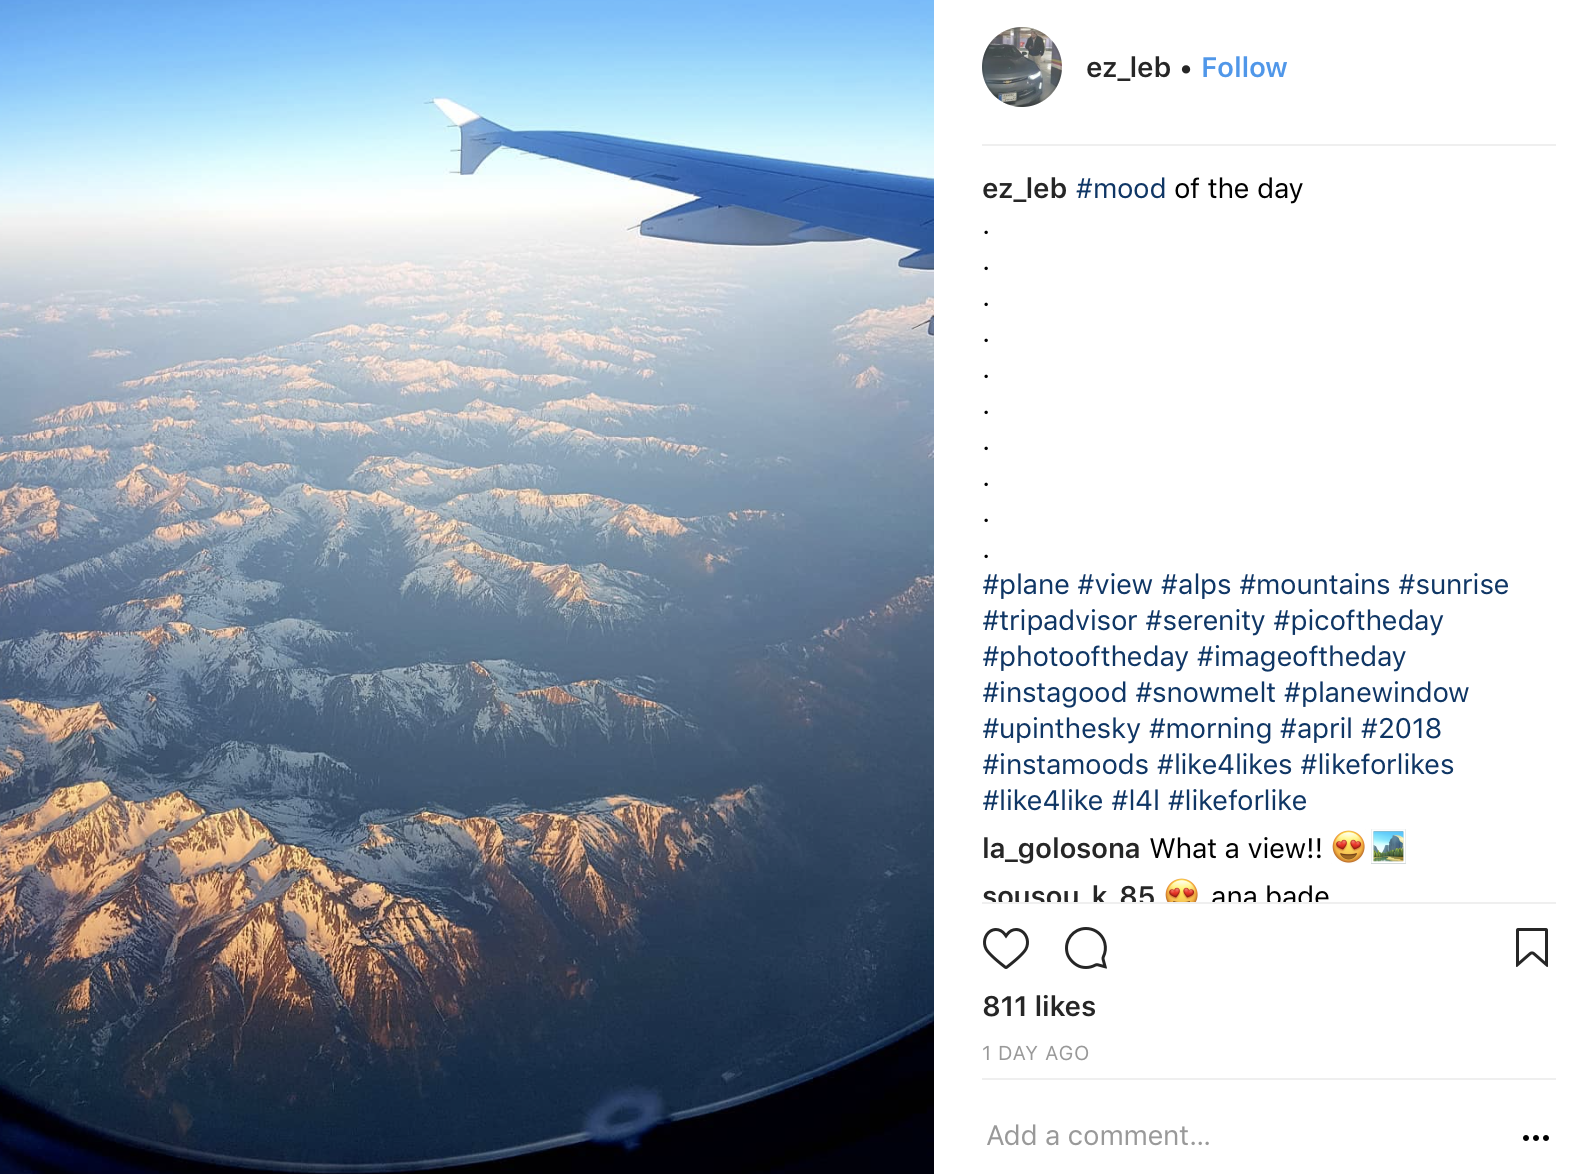 ez_leb • Follow
ez_leb #mood of the day
.
.
.
.
.
.
.
.
.
.
#plane #view #alps #mountains #sunrise
#tripadvisor #serenity #picoftheday
#photooftheday #imageoftheday
#instagood #snowmelt #planewindow
#upinthesky #morning #april #2018
#instamoods #like4likes #likeforlikes
#like4like #l4l #likeforlike
la_golosona What a view!! 😍🏞️
sousou_k_85 😍 ana bade
811 likes
1 DAY AGO
Add a comment...